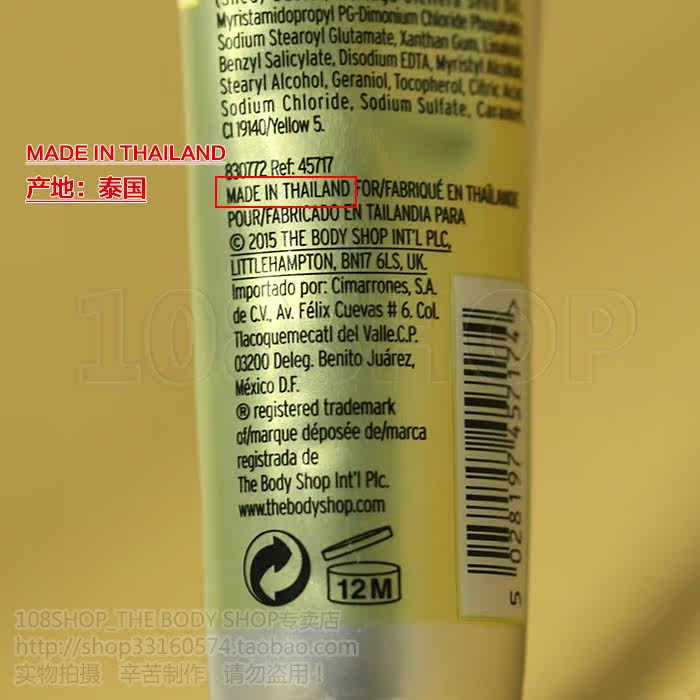 Myristamidopropyl PG-Dimonium Chloride Phosphate
Sodium Stearoyl Glutamate, Xanthan Gum,
Benzyl Salicylate, Disodium EDTA, Myristyl Alcohol
Stearyl Alcohol, Geraniol, Tocopherol, Citric Acid
Sodium Chloride, Sodium Sulfate, Caramel
CI 19140/Yellow 5.
830772 Ref: 45717
MADE IN THAILAND FOR/FABRIQUÉ EN THAÏLANDE
POUR/FABRICADO EN TAILANDIA PARA
© 2015 THE BODY SHOP INT'L PLC,
LITTLEHAMPTON, BN17 6LS, UK.
Importado por: Cimarrones, S.A.
de C.V., Av. Félix Cuevas # 6. Col.
Tlacoquemecatl del Valle.C.P.
03200 Deleg. Benito Juárez,
México D.F.
® registered trademark
of/marque déposée de/marca
registrada de
The Body Shop Int'l Plc.
www.thebodyshop.com
12M
5 028197 457174 >
MADE IN THAILAND
产地：泰国
108SHOP
108SHOP_THE BODY SHOP专卖店
http://shop33160574.taobao.com
实物拍摄 辛苦制作 请勿盗用！